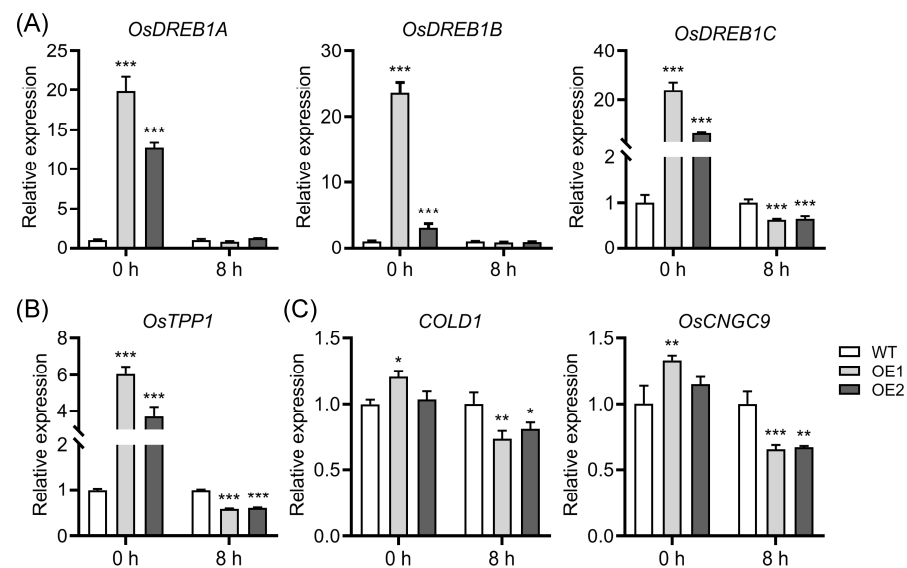 (A)
OsDREB1A
Relative expression
25
20
15
10
5
0
***
***
0 h
8 h
OsDREB1B
Relative expression
30
20
10
0
***
***
0 h
8 h
OsDREB1C
Relative expression
40
20
2
1
0
***
***
***
***
0 h
8 h
(B)
OsTPP1
Relative expression
8
6
4
2
1
0
***
***
***
***
0 h
8 h
(C)
COLD1
Relative expression
1.5
1.0
0.5
0.0
*
**
*
0 h
8 h
OsCNGC9
Relative expression
1.5
1.0
0.5
0.0
**
***
**
0 h
8 h
WT
OE1
OE2